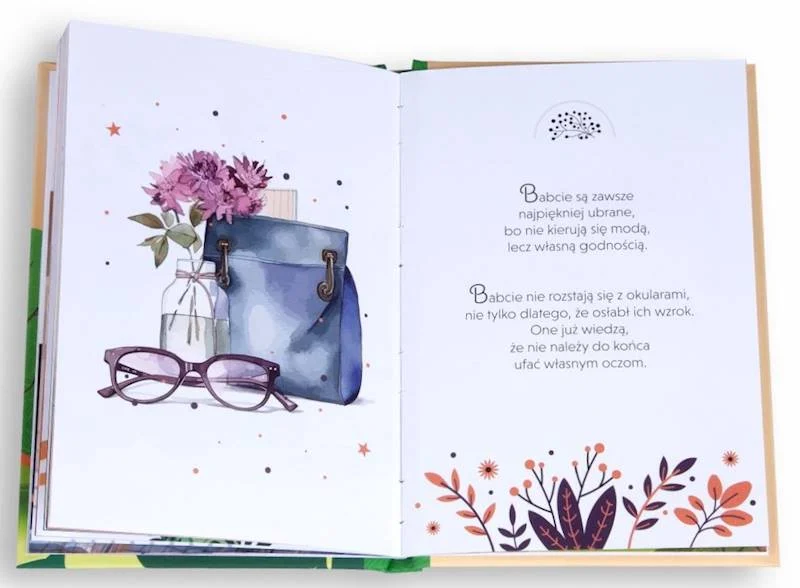 Babcie są zawsze
najpiękniej ubrane,
bo nie kierują się modą,
lecz własną godnością.
Babcie nie rozstają się z okularami,
nie tylko dlatego, że osłabł ich wzrok.
One już wiedzą,
że nie należy do końca
ufać własnym oczom.